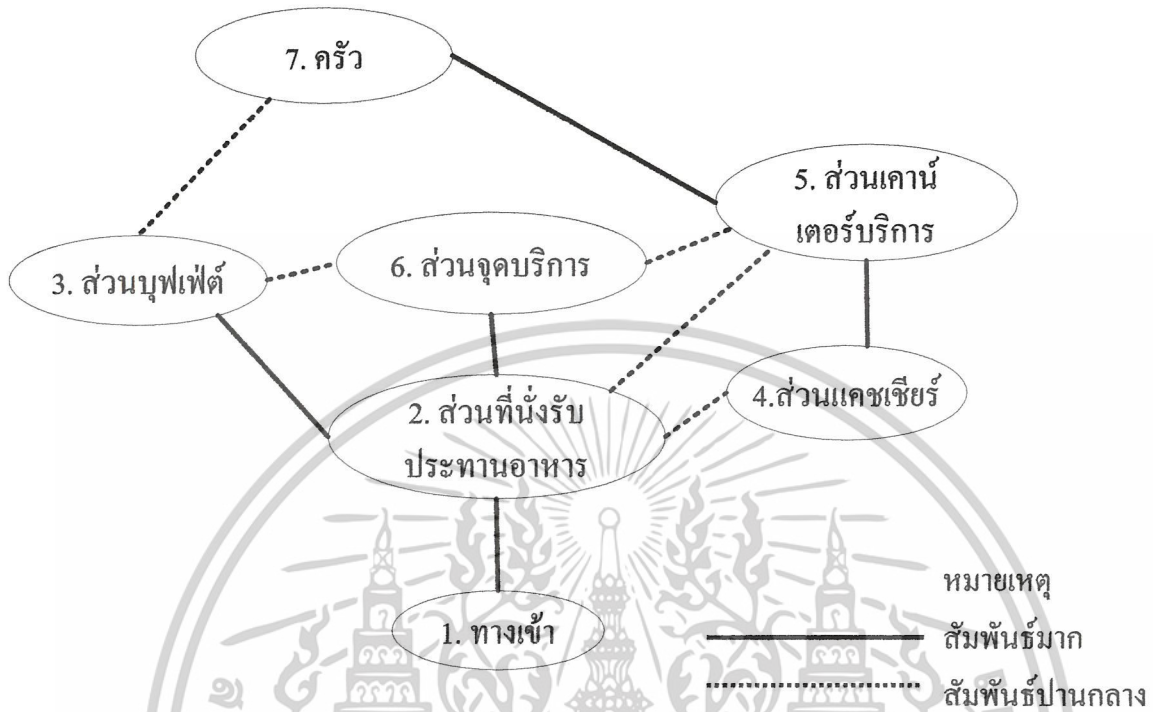 7. ครัว
5. ส่วนเคาน์
เตอร์บริการ
3. ส่วนบุฟเฟ่ต์
6. ส่วนจุดบริการ
2. ส่วนที่นั่งรับ
ประทานอาหาร
4.ส่วนแคชเชียร์
1. ทางเข้า
หมายเหตุ
สัมพันธ์มาก
สัมพันธ์ปานกลาง